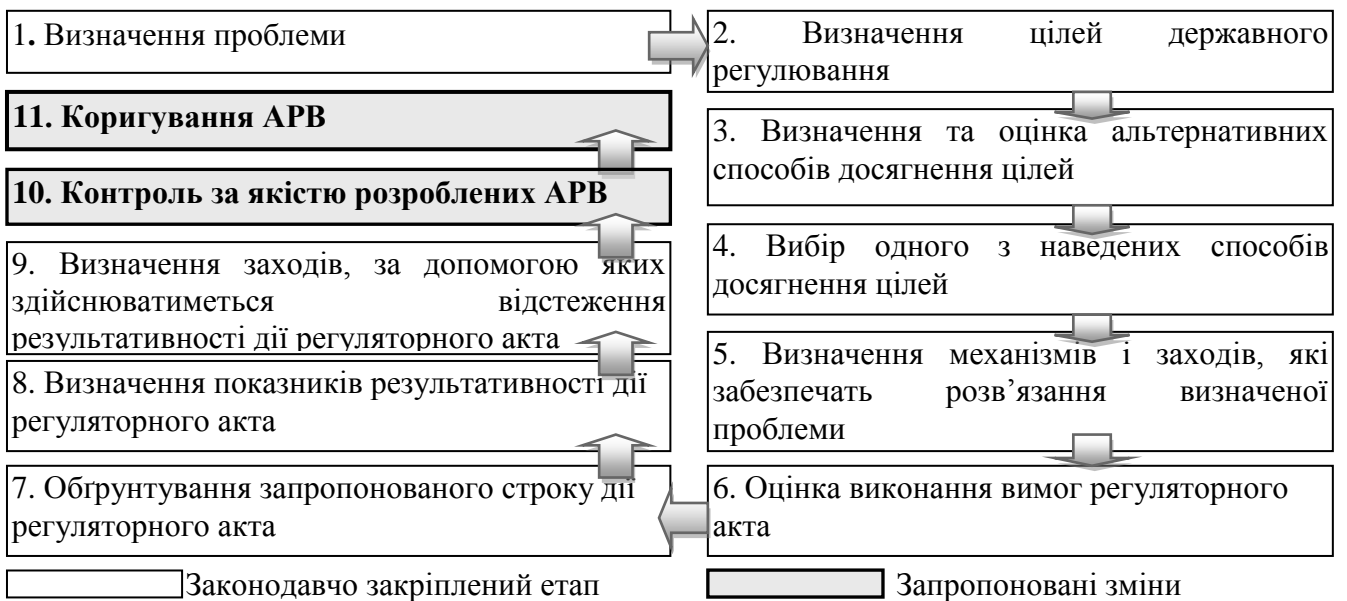 1. Визначення проблеми
2. Визначення цілей державного
регулювання
11. Коригування АРВ
3. Визначення та оцінка альтернативних
способів досягнення цілей
10. Контроль за якістю розроблених АРВ
4. Вибір одного з наведених способів
досягнення цілей
9. Визначення заходів, за допомогою яких
здійснюватиметься відстеження
результативності дії регуляторного акта
5. Визначення механізмів і заходів, які
забезпечать розв’язання визначеної
проблеми
8. Визначення показників результативності дії
регуляторного акта
7. Обґрунтування запропонованого строку дії
регуляторного акта
6. Оцінка виконання вимог регуляторного
акта
Законодавчо закріплений етап
Запропоновані зміни